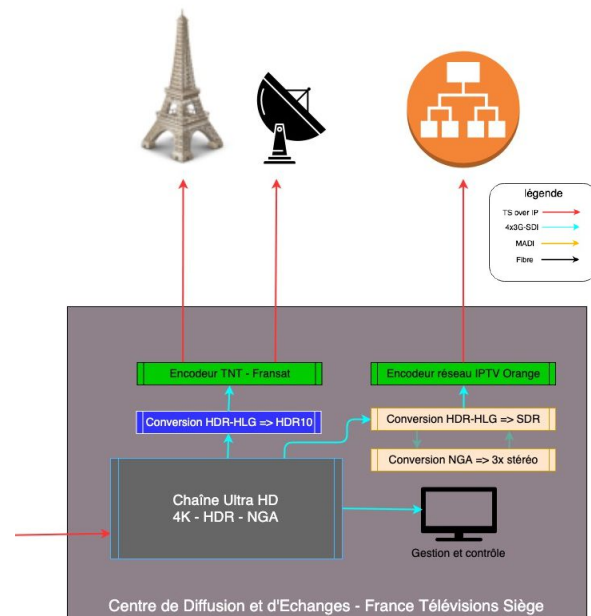 légende
TS over IP
4x3G-SDI
MADI
Fibre
Encodeur TNT - Fransat
Encodeur réseau IPTV Orange
Conversion HDR-HLG => HDR10
Conversion HDR-HLG => SDR
Conversion NGA => 3x stéréo
Chaîne Ultra HD
4K - HDR - NGA
Gestion et contrôle
Centre de Diffusion et d'Echanges - France Télévisions Siège